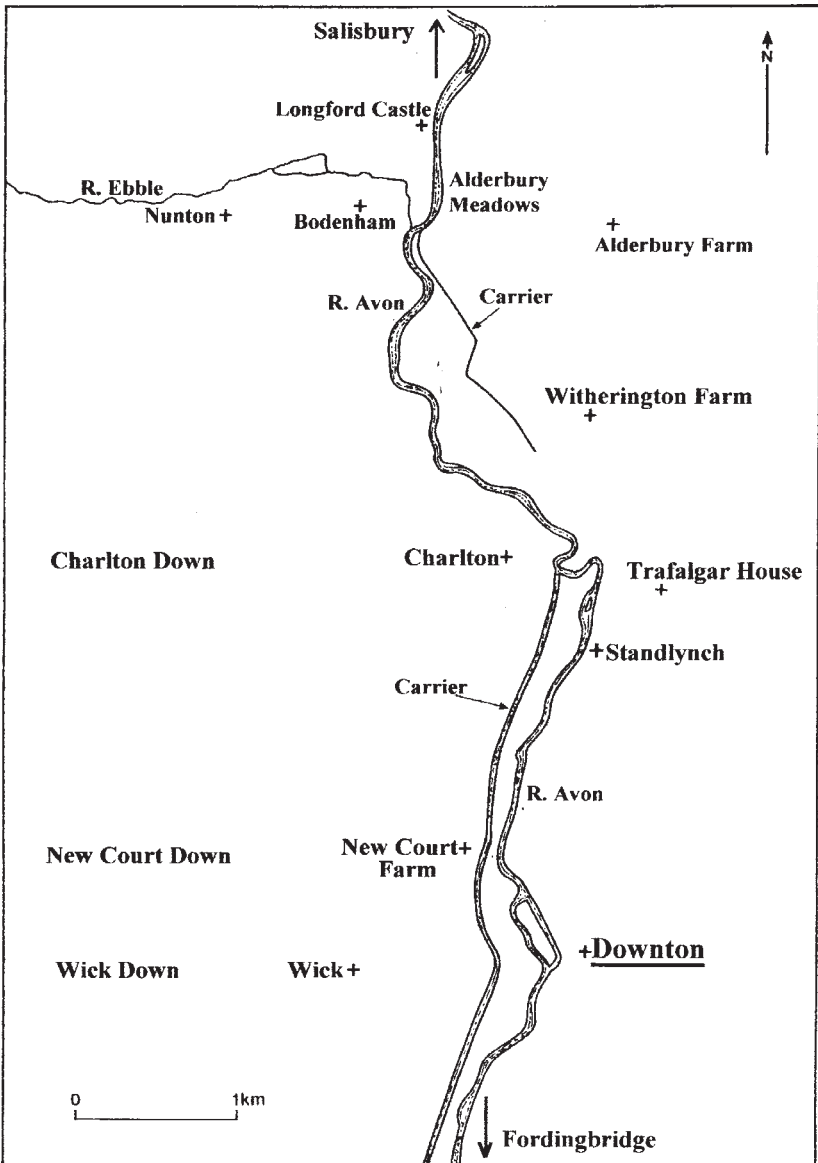 Salisbury
N
Longford Castle
+
R. Ebble
Alderbury
Meadows
Nunton +
+
Bodenham
+
Alderbury Farm
R. Avon
Carrier
Witherington Farm
+
Charlton Down
Charlton+
Trafalgar House
+
+Standlynch
Carrier
R. Avon
New Court Down
New Court+
Farm
+Downton
Wick Down
Wick +
0 1km
Fordingbridge